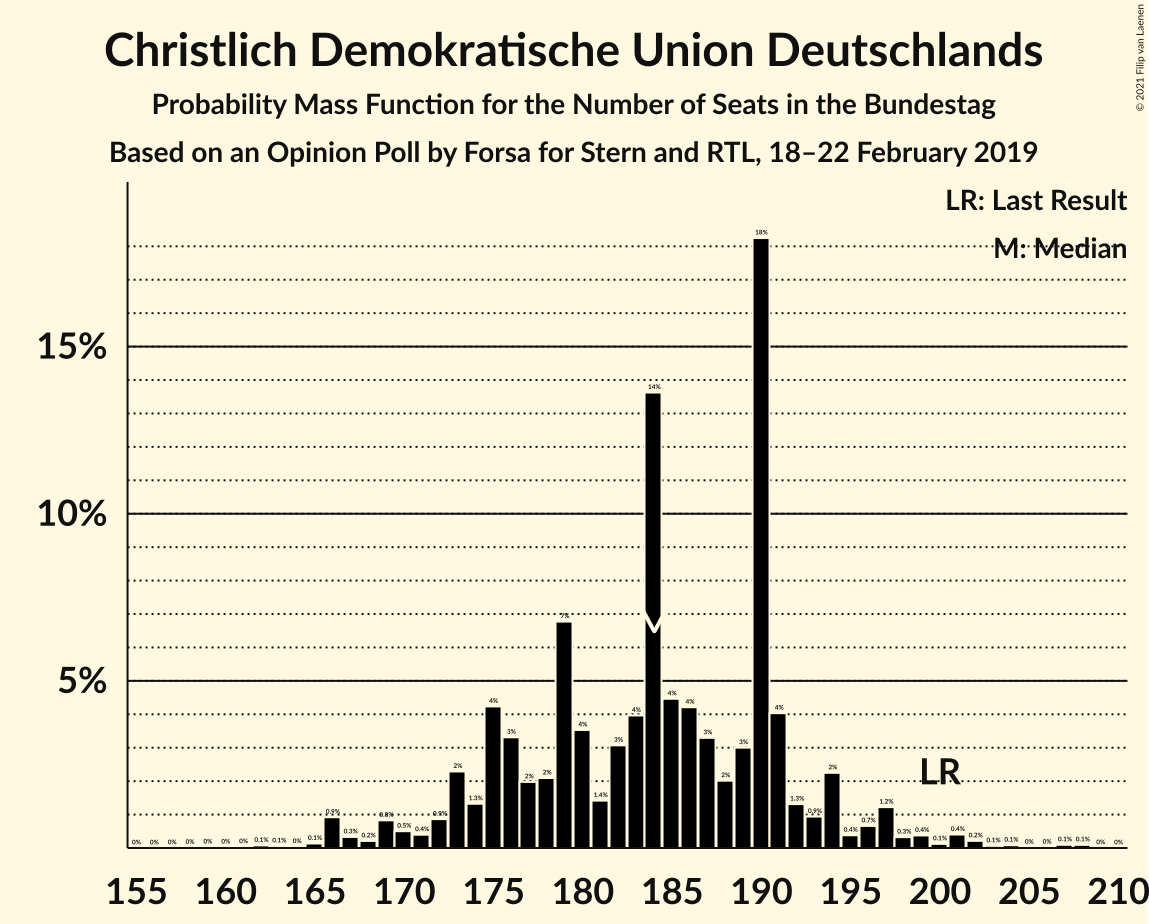 Christlich Demokratische Union Deutschlands
Probability Mass Function for the Number of Seats in the Bundestag
Based on an Opinion Poll by Forsa for Stern and RTL, 18–22 February 2019
© 2021 Filip van Laenen
LR: Last Result
M: Median
15%
10%
5%
0% 0% 0% 0% 0% 0% 0% 0.1% 0.1% 0% 0.1% 0.9% 0.3% 0.2% 0.8% 0.5% 0.4% 0.9% 2% 1.3% 4% 3% 2% 2% 7% 4% 1.4% 3% 4% 14% 4% 4% 3% 2% 3% 18% 4% 1.3% 0.9% 2% 0.4% 0.7% 1.2% 0.3% 0.4% 0.1% 0.4% 0.2% 0.1% 0.1% 0% 0% 0.1% 0.1% 0% 0%
LR
155 160 165 170 175 180 185 190 195 200 205 210